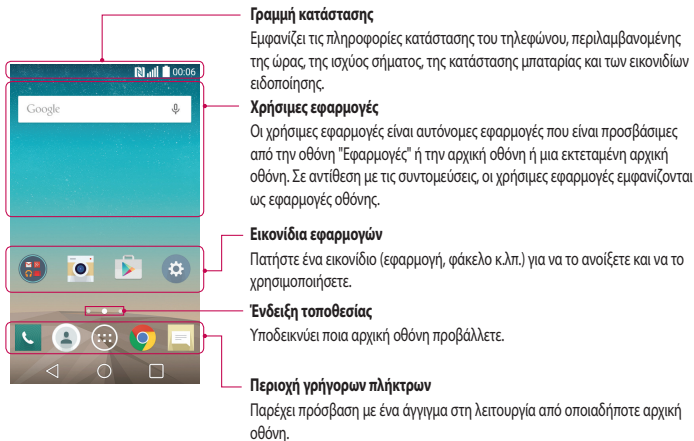 Γραμμή κατάστασης
Εμφανίζει τις πληροφορίες κατάστασης του τηλεφώνου, περιλαμβανομένης
της ώρας, της ισχύος σήματος, της κατάστασης μπαταρίας και των εικονιδίων
ειδοποίησης.
00:06
Google
Χρήσιμες εφαρμογές
Οι χρήσιμες εφαρμογές είναι αυτόνομες εφαρμογές που είναι προσβάσιμες
από την οθόνη "Εφαρμογές" ή την αρχική οθόνη ή μια εκτεταμένη αρχική
οθόνη. Σε αντίθεση με τις συντομεύσεις, οι χρήσιμες εφαρμογές εμφανίζονται
ως εφαρμογές οθόνης.
Εικονίδια εφαρμογών
Πατήστε ένα εικονίδιο (εφαρμογή, φάκελο κ.λπ.) για να το ανοίξετε και να το
χρησιμοποιήσετε.
Ένδειξη τοποθεσίας
Υποδεικνύει ποια αρχική οθόνη προβάλλετε.
Περιοχή γρήγορων πλήκτρων
Παρέχει πρόσβαση με ένα άγγιγμα στη λειτουργία από οποιαδήποτε αρχική
οθόνη.